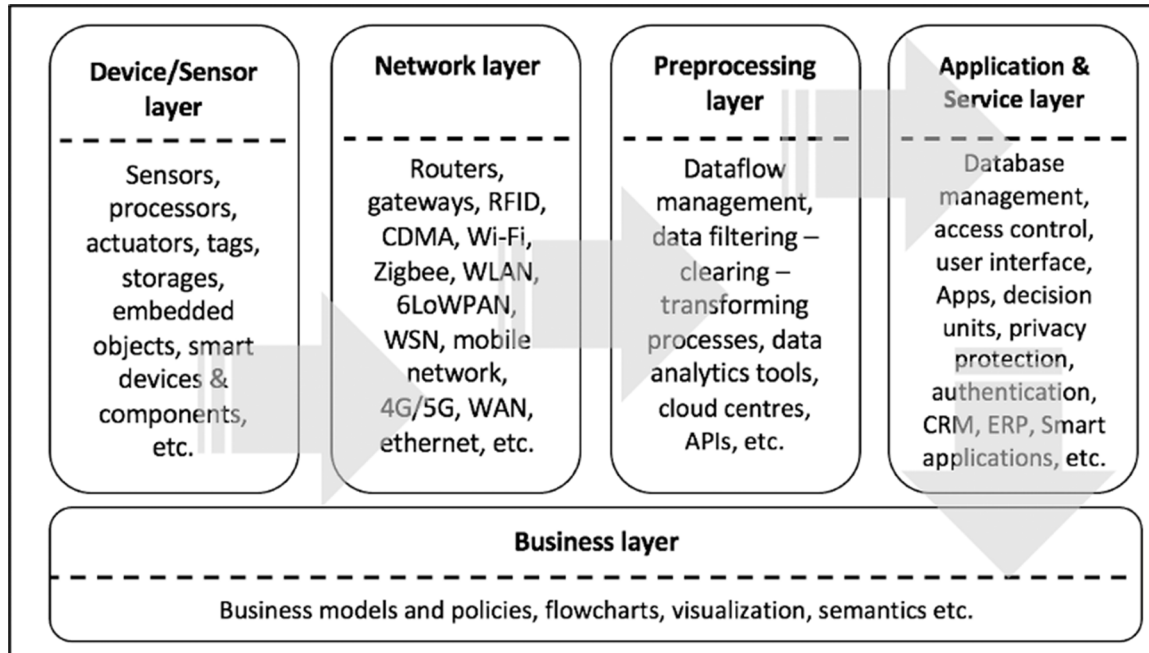 Device/Sensor
layer
Sensors,
processors,
actuators, tags,
storages,
embedded
objects, smart
devices &
components,
etc.
Network layer
Routers,
gateways, RFID,
CDMA, Wi-Fi,
Zigbee, WLAN,
6LoWPAN,
WSN, mobile
network,
4G/5G, WAN,
ethernet, etc.
Preprocessing
layer
Dataflow
management,
data filtering –
clearing –
transforming
processes, data
analytics tools,
cloud centres,
APIs, etc.
Application &
Service layer
Database
management,
access control,
user interface,
Apps, decision
units, privacy
protection,
authentication,
CRM, ERP, Smart
applications, etc.
Business layer
Business models and policies, flowcharts, visualization, semantics etc.